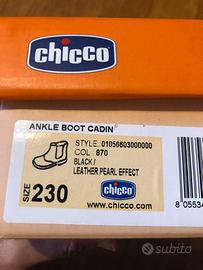 chicco
ANKLE BOOT CADIN'
STYLE: 01056603000000
COL: 870
BLACK/
LEATHER PEARL EFFECT
SIZE 230
chicco
www.chicco.com
8 05534
subito